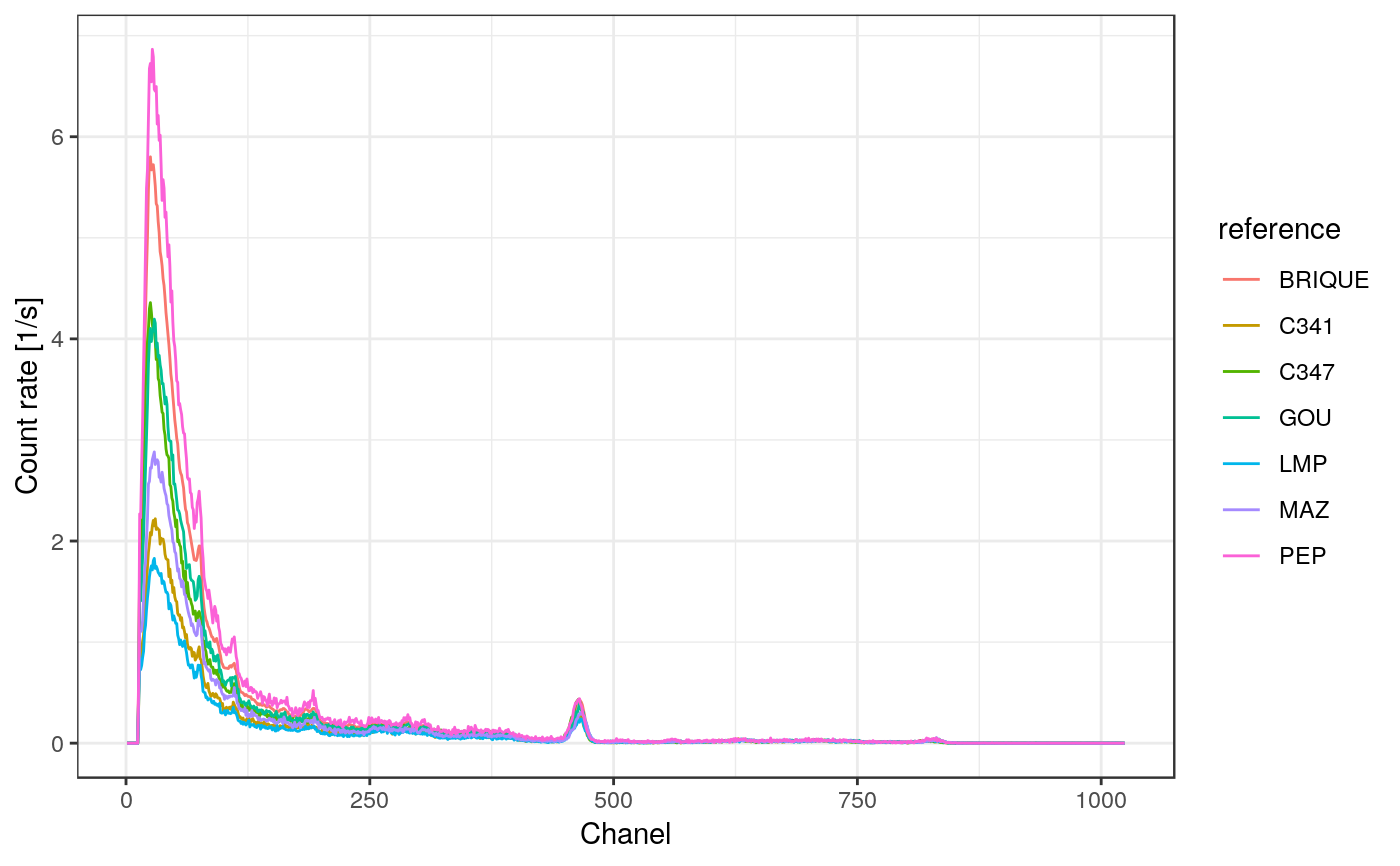 Count rate [1/s]
6
4
2
0
0 250 500 750 1000
Chanel
reference
BRIQUE
C341
C347
GOU
LMP
MAZ
PEP